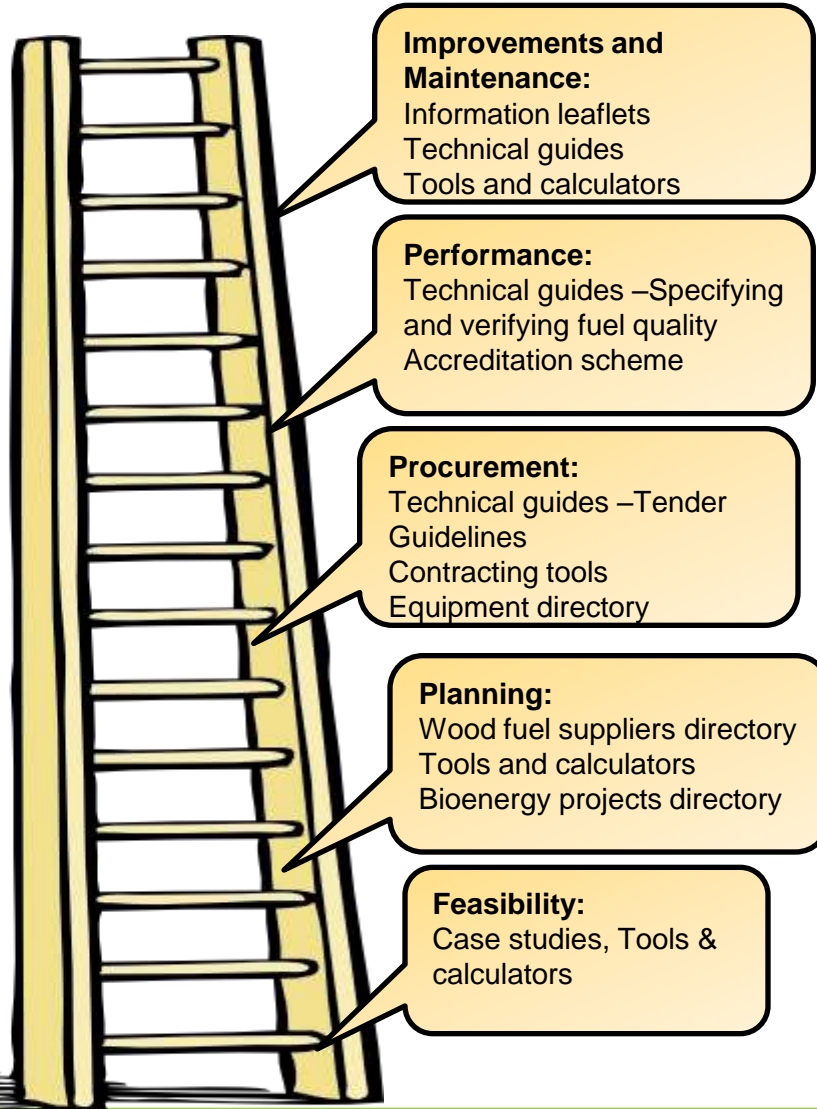 Improvements and
Maintenance:
Information leaflets
Technical guides
Tools and calculators
Performance:
Technical guides –Specifying
and verifying fuel quality
Accreditation scheme
Procurement:
Technical guides –Tender
Guidelines
Contracting tools
Equipment directory
Planning:
Wood fuel suppliers directory
Tools and calculators
Bioenergy projects directory
Feasibility:
Case studies, Tools &
calculators